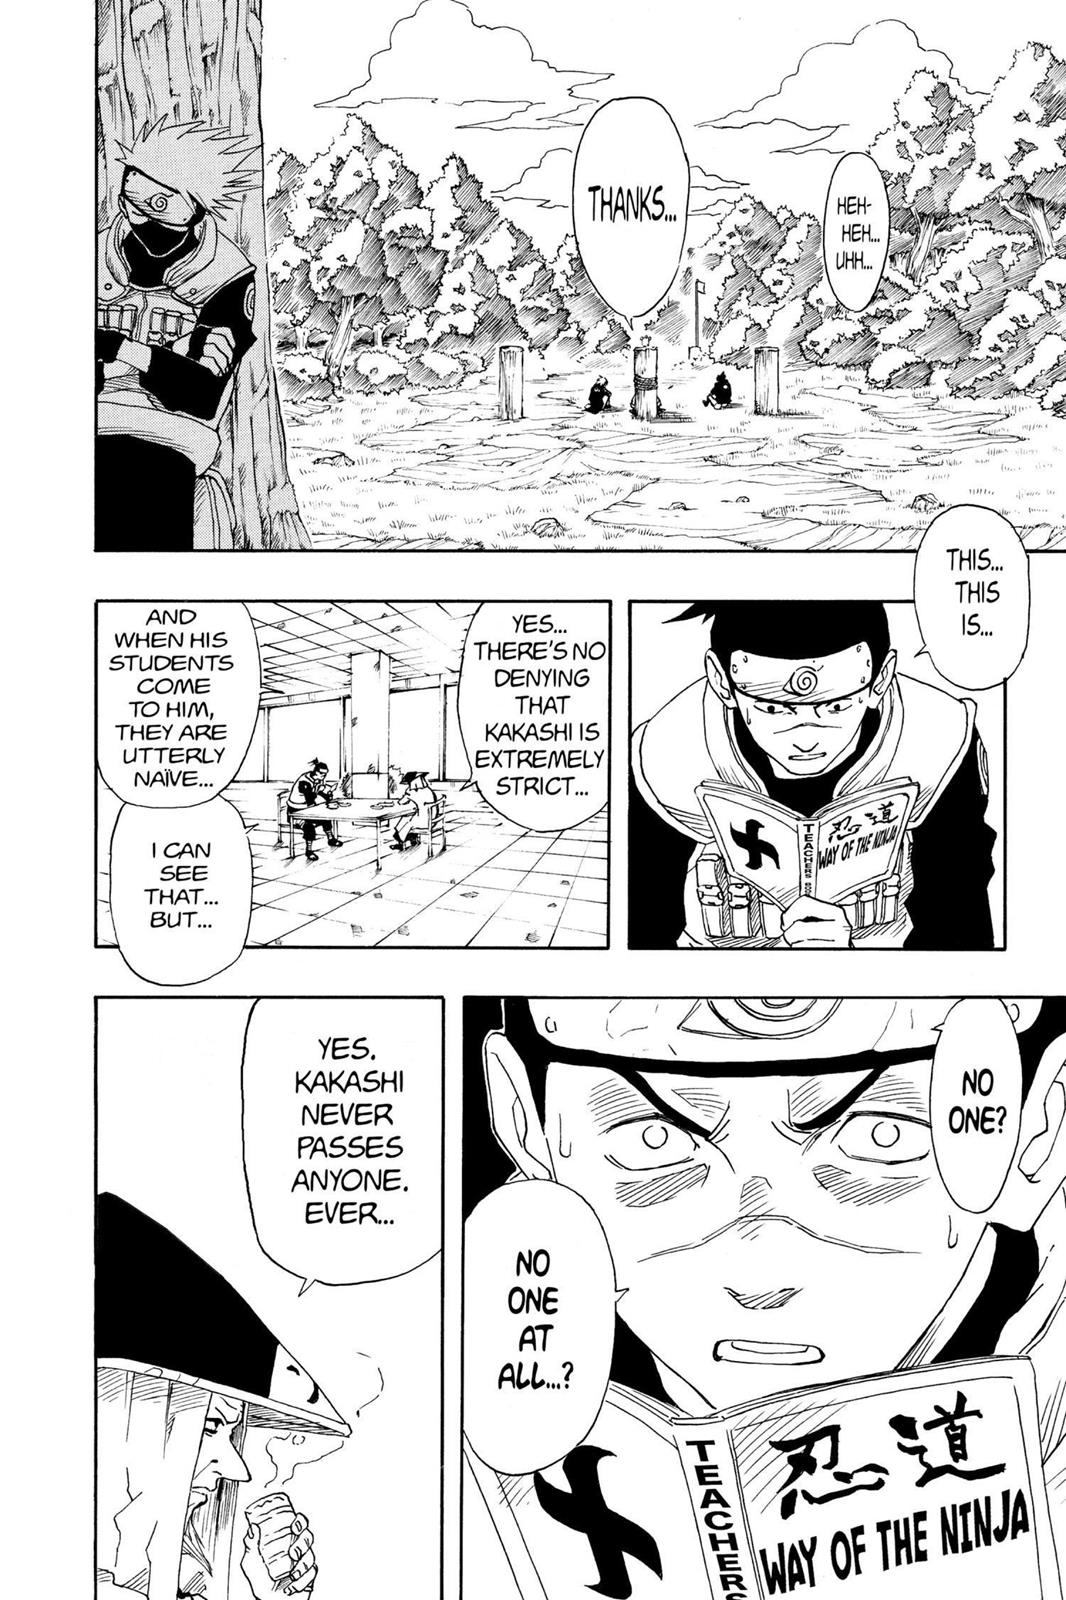 HEH-
HEH...
UHH...
THANKS...
THIS...
THIS
IS...
TEACHERS
忍道
WAY OF THE NINJA
YES...
THERE'S NO
DENYING
THAT
KAKASHI IS
EXTREMELY
STRICT...
AND
WHEN HIS
STUDENTS
COME
TO HIM,
THEY ARE
UTTERLY
NAÏVE...
I CAN
SEE
THAT...
BUT...
NO
ONE?
NO
ONE
AT
ALL...?
TEACHERS
忍道
WAY OF THE NINJA
YES.
KAKASHI
NEVER
PASSES
ANYONE.
EVER...